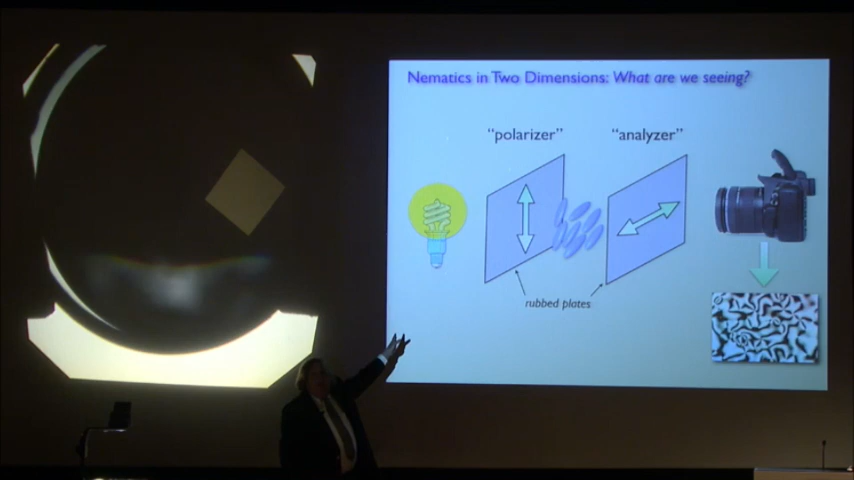 Nematics in Two Dimensions: What are we seeing?
"polarizer"
"analyzer"
rubbed plates